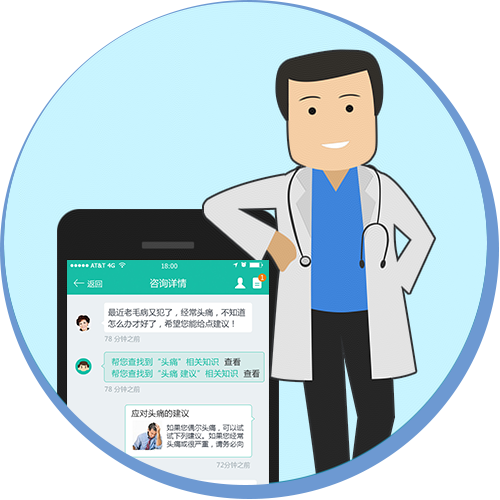 AT&T 4G 18:00
返回 咨询详情 1
最近老毛病又犯了，经常头痛，不知道
怎么办才好了，希望您能给点建议！
78 分钟之前
帮您查找到“头痛”相关知识 查看
帮您查找到“头痛 建议”相关知识 查看
78 分钟之前
应对头痛的建议
如果您偶尔头痛，可以试
试下列建议。如果您经常
头痛或很严重，请务必向
72分钟之前